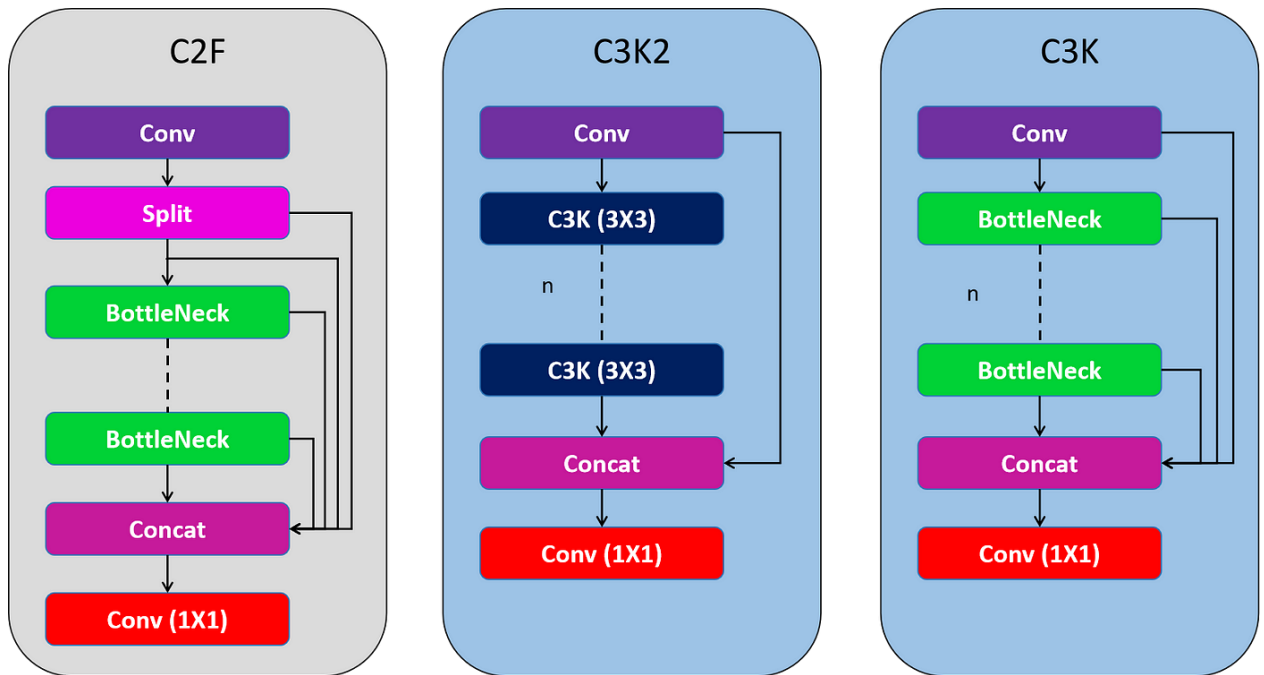 C2F
Conv
Split
BottleNeck
BottleNeck
Concat
Conv (1X1)
C3K2
Conv
C3K (3X3)
n
C3K (3X3)
Concat
Conv (1X1)
C3K
Conv
BottleNeck
n
BottleNeck
Concat
Conv (1X1)